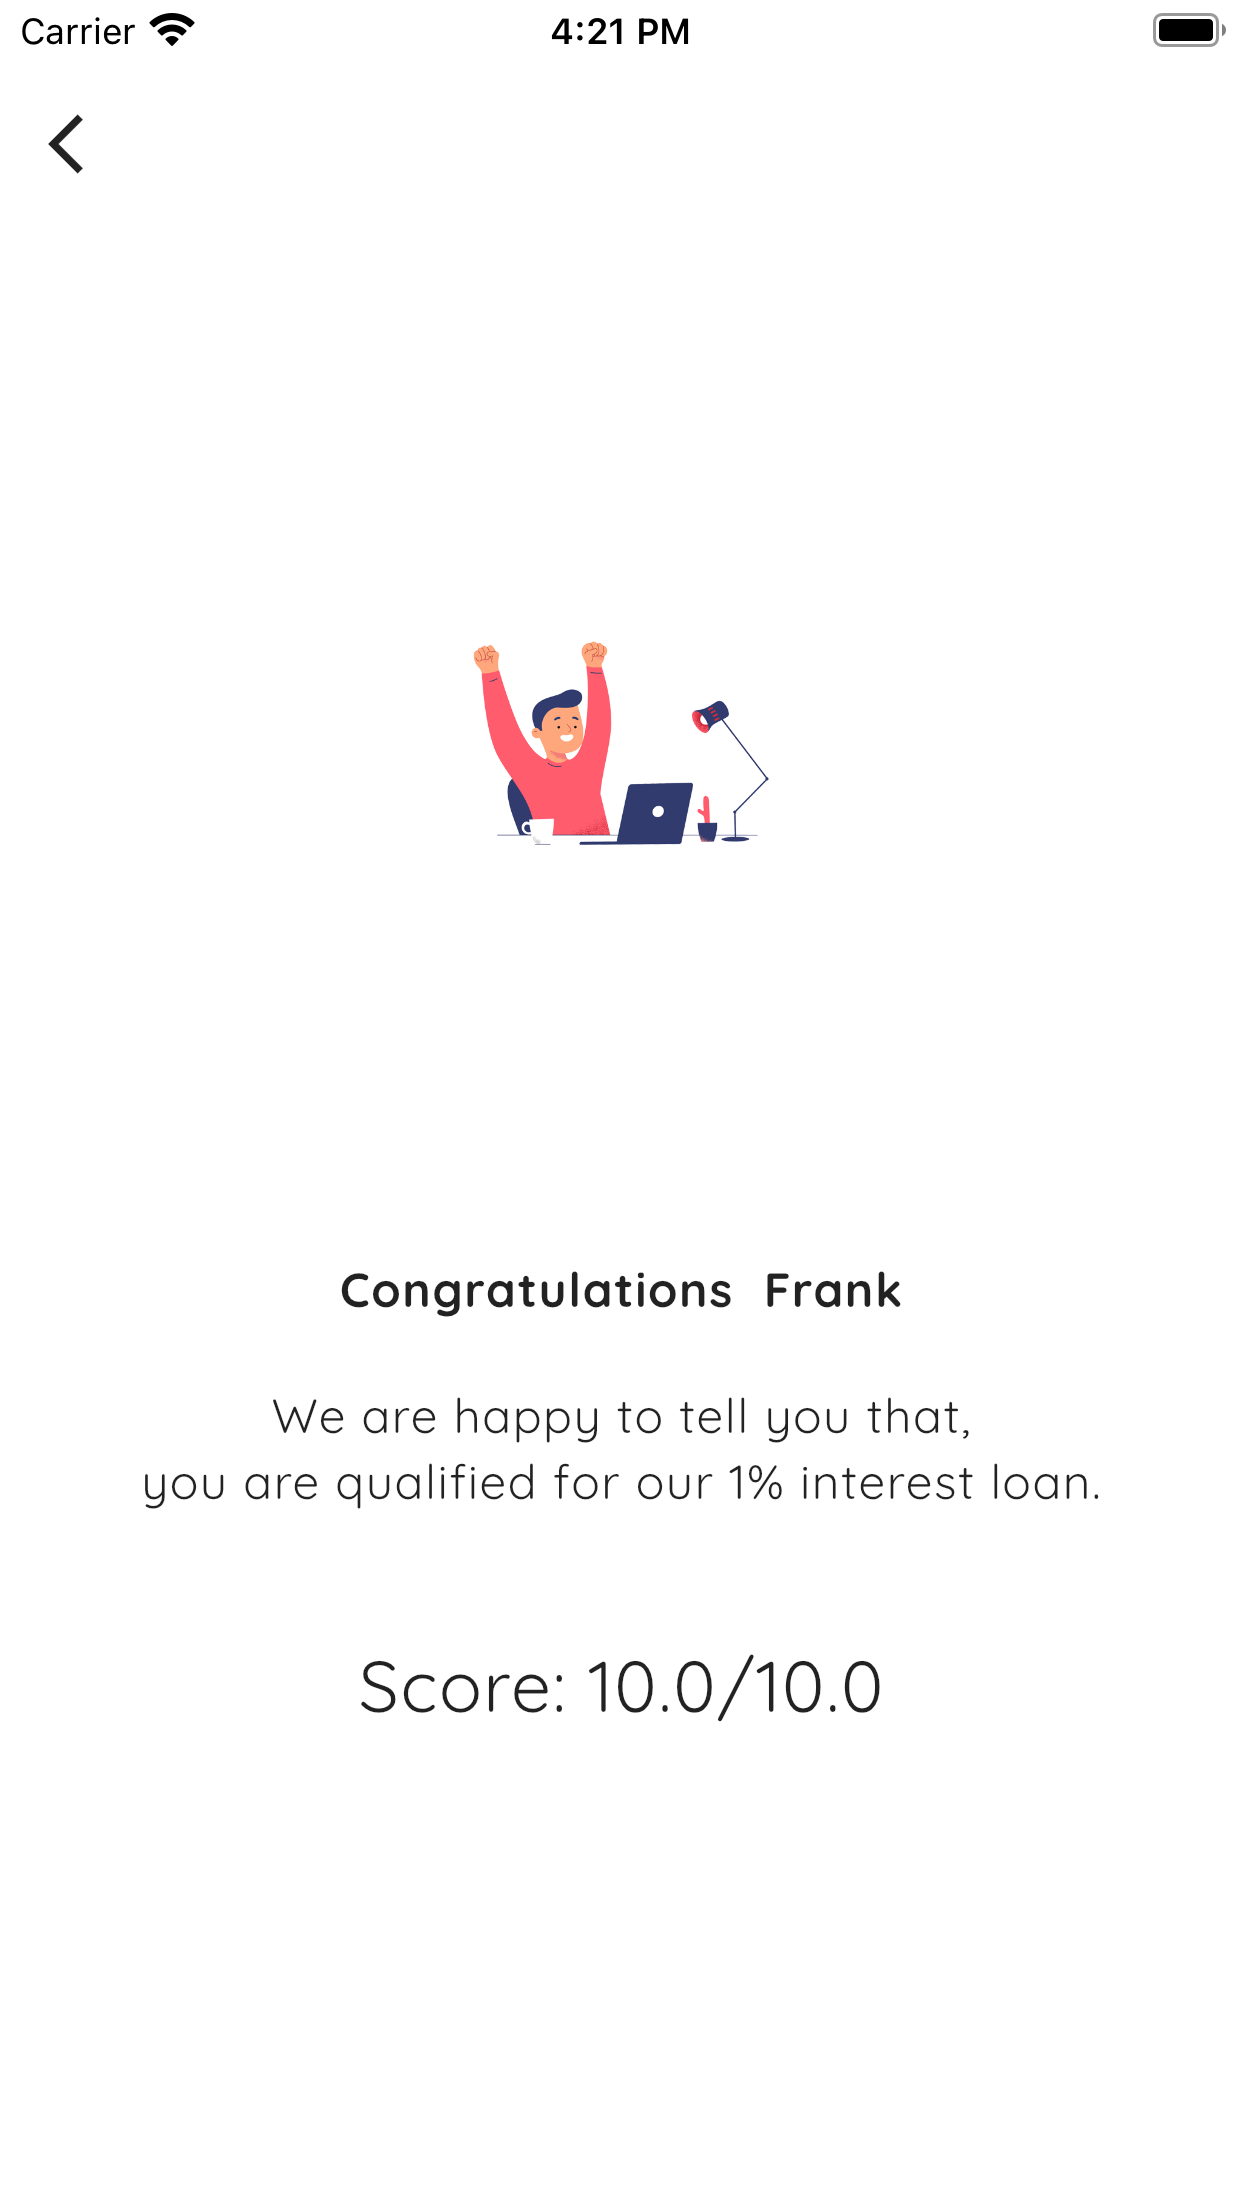 Carrier
4:21 PM
Congratulations  Frank
We are happy to tell you that,
you are qualified for our 1% interest loan.
Score: 10.0/10.0